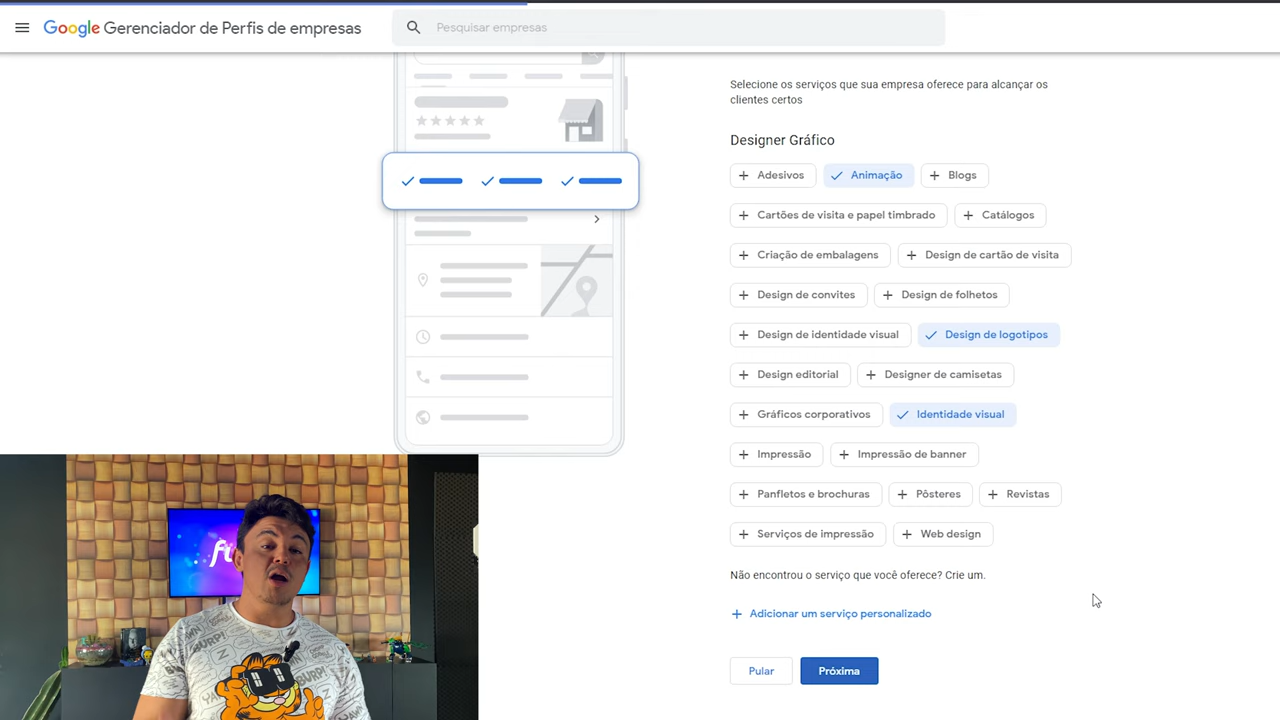 Google Gerenciador de Perfis de empresas
Pesquisar empresas
Selecione os serviços que sua empresa oferece para alcançar os
clientes certos
Designer Gráfico
Adesivos
Animação
Blogs
Cartões de visita e papel timbrado
Catálogos
Criação de embalagens
Design de cartão de visita
Design de convites
Design de folhetos
Design de identidade visual
Design de logotipos
Design editorial
Designer de camisetas
Gráficos corporativos
Identidade visual
Impressão
Impressão de banner
Panfletos e brochuras
Pôsteres
Revistas
Serviços de impressão
Web design
Não encontrou o serviço que você oferece? Crie um.
Adicionar um serviço personalizado
Pular
Próxima